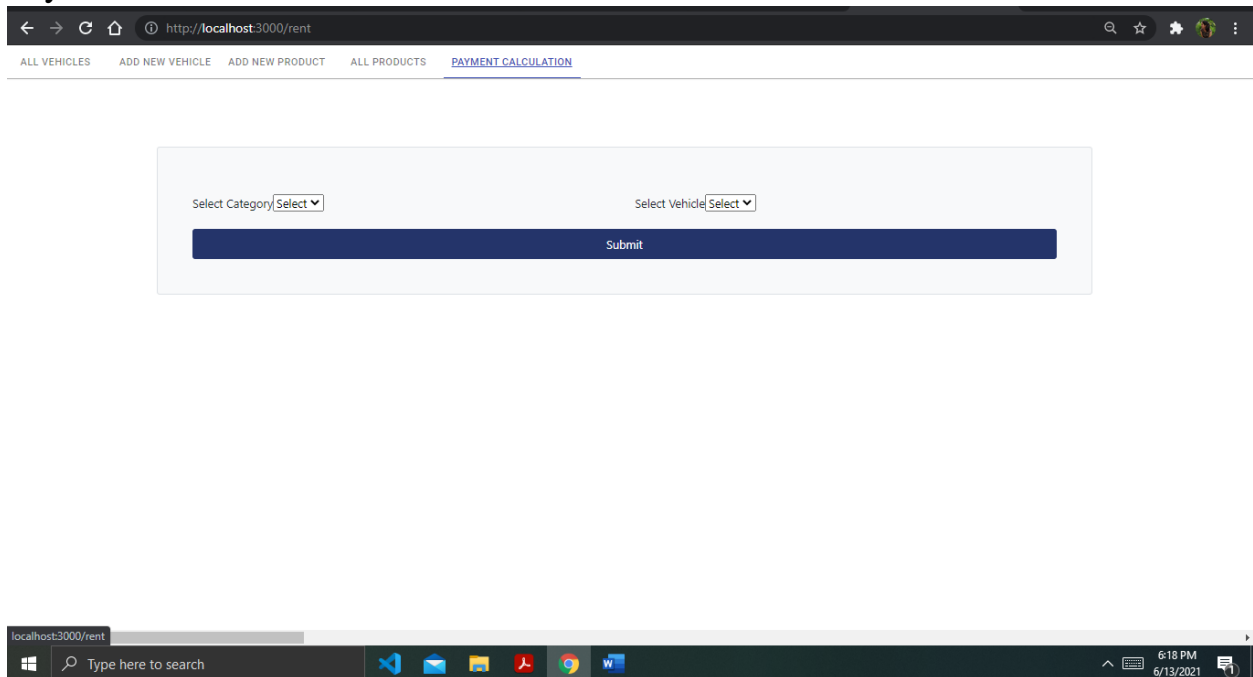 http://localhost:3000/rent
ALL VEHICLES ADD NEW VEHICLE ADD NEW PRODUCT ALL PRODUCTS PAYMENT CALCULATION
Select Category Select Select Vehicle Select
Submit
localhost:3000/rent
Type here to search
6:18 PM
6/13/2021
1